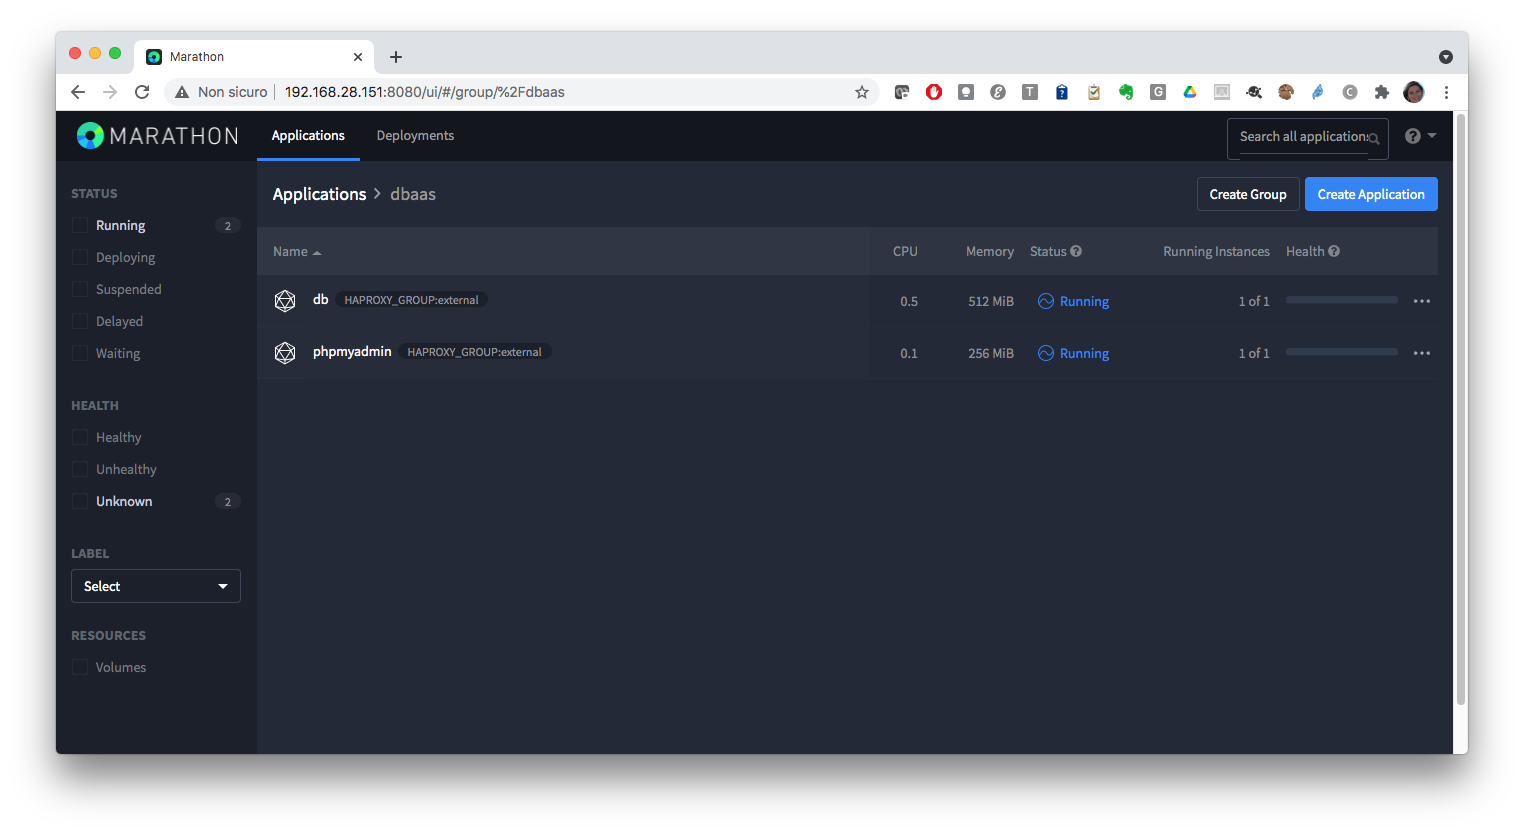 Marathon
Non sicuro 192.168.28.151:8080/ui/#/group/%2Fdbaas
MARATHON Applications Deployments Search all application
Applications > dbaas Create Group Create Application
STATUS
Running 2
Deploying
Suspended
Delayed
Waiting
HEALTH
Healthy
Unhealthy
Unknown 2
LABEL
Select
RESOURCES
Volumes
Name CPU Memory Status Running Instances Health
db HAPROXY_GROUP:external 0.5 512 MiB Running 1 of 1
phpmyadmin HAPROXY_GROUP:external 0.1 256 MiB Running 1 of 1